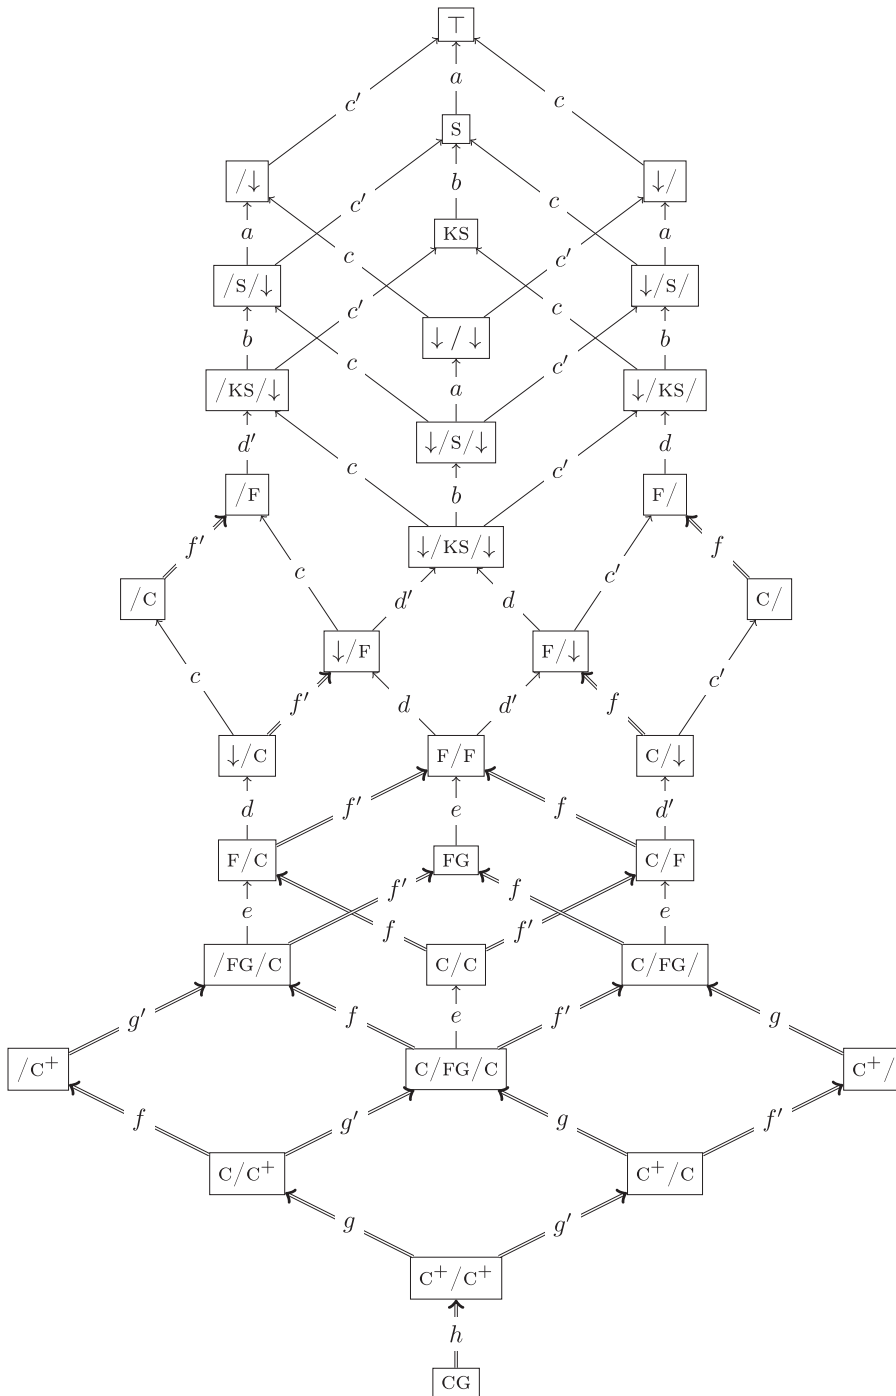 ⊤
a
c′ c
S
/↓ b ↓/
c′ c
a KS a
c c′
/S/↓ ↓/S/
c′ c
b ↓/↓ b
c c′
/KS/↓ a ↓/KS/
d′ ↓/S/↓ d
c c′
/F b F/
f′ ↓/KS/↓ f
c c′
/C d′ d C/
↓/F F/↓
c c′
f′ d d′ f
↓/C F/F C/↓
d f′ e f d′
F/C FG C/F
f′ f
e f f′ e
/FG/C C/C C/FG/
g′ f e f′ g
/C⁺ C/FG/C C⁺/
f g′ g f′
C/C⁺ C⁺/C
g g′
C⁺/C⁺
h
CG